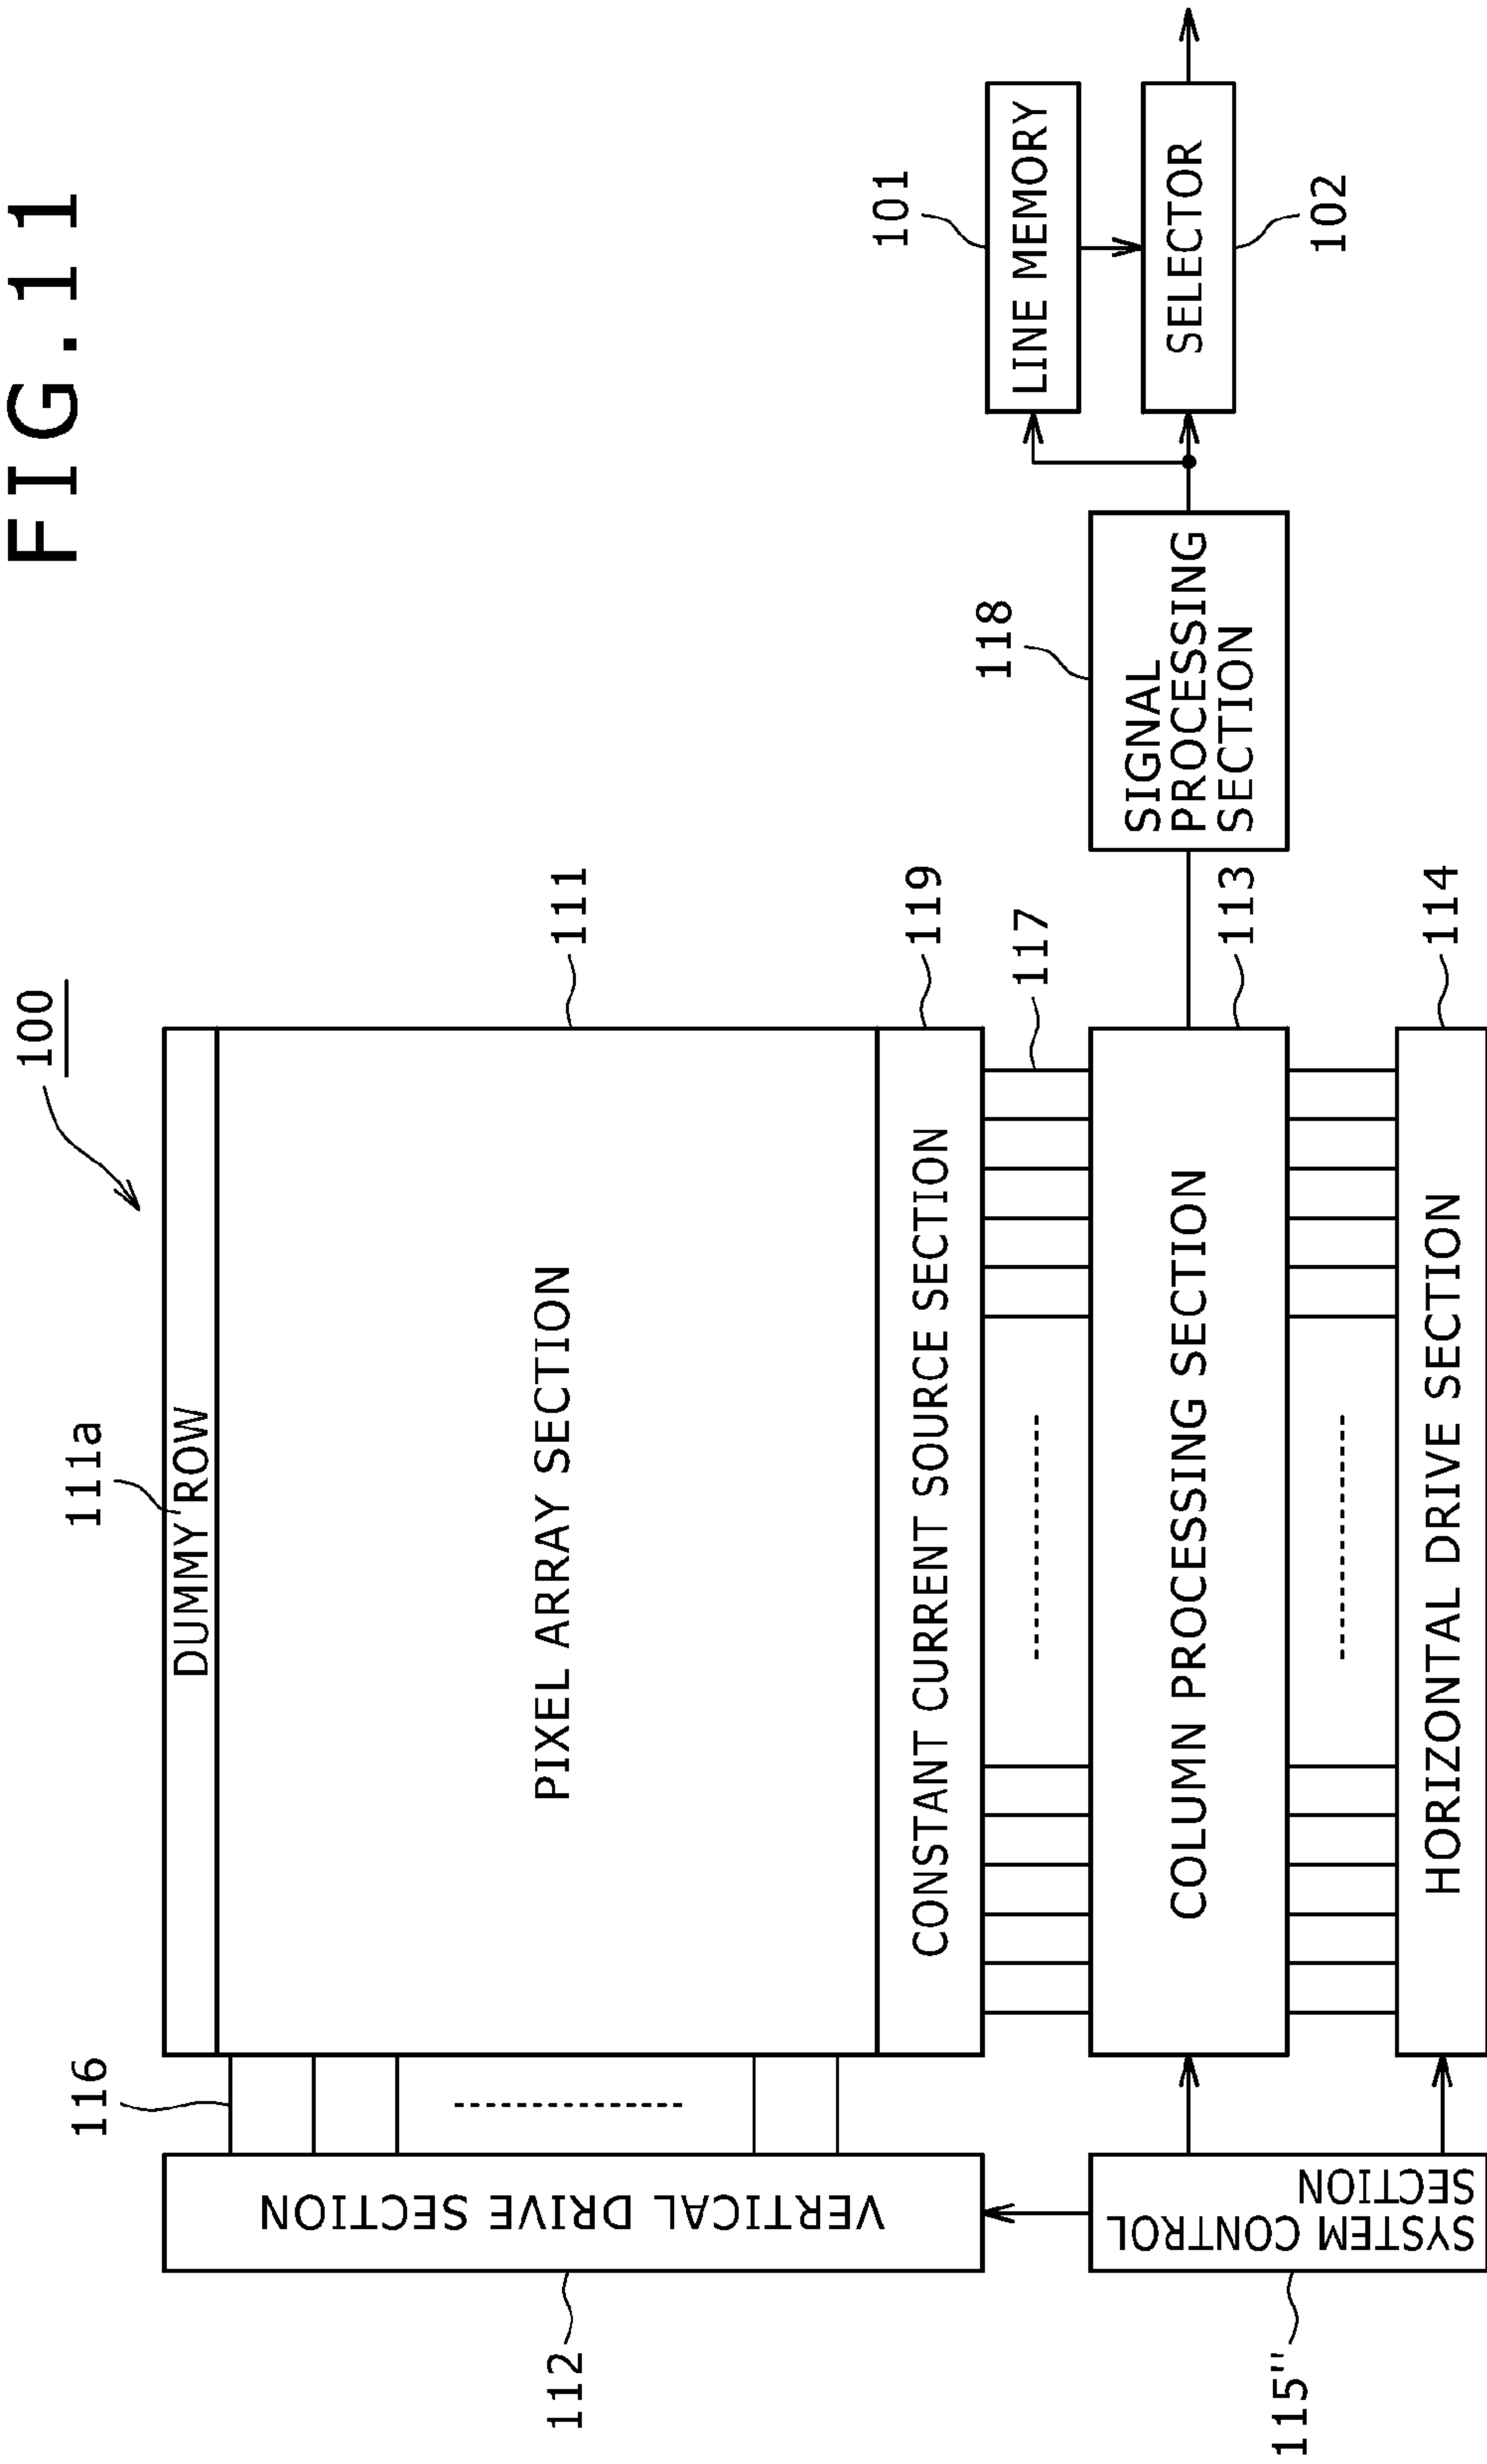 FIG.11
100
111a
DUMMY ROW
116
PIXEL ARRAY SECTION
111
VERTICAL DRIVE SECTION
112
CONSTANT CURRENT SOURCE SECTION
119
117
COLUMN PROCESSING SECTION
113
118
SIGNAL
PROCESSING
SECTION
101
LINE MEMORY
SELECTOR
102
SYSTEM CONTROL
SECTION
115"
HORIZONTAL DRIVE SECTION
114